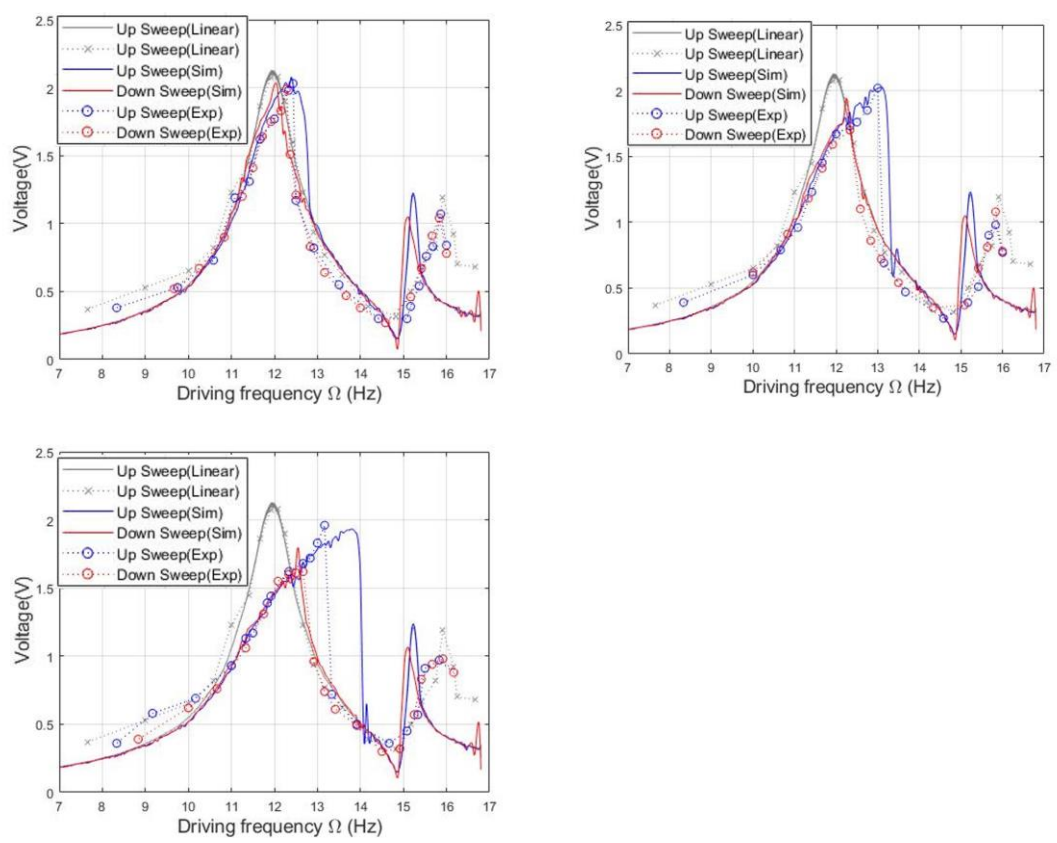 2.5
2
1.5
1
0.5
0
Voltage(V)
Up Sweep(Linear)
Up Sweep(Linear)
Up Sweep(Sim)
Down Sweep(Sim)
Up Sweep(Exp)
Down Sweep(Exp)
7 8 9 10 11 12 13 14 15 16 17
Driving frequency Ω (Hz)
2.5
2
1.5
1
0.5
0
Voltage(V)
Up Sweep(Linear)
Up Sweep(Linear)
Up Sweep(Sim)
Down Sweep(Sim)
Up Sweep(Exp)
Down Sweep(Exp)
7 8 9 10 11 12 13 14 15 16 17
Driving frequency Ω (Hz)
2.5
2
1.5
1
0.5
0
Voltage(V)
Up Sweep(Linear)
Up Sweep(Linear)
Up Sweep(Sim)
Down Sweep(Sim)
Up Sweep(Exp)
Down Sweep(Exp)
7 8 9 10 11 12 13 14 15 16 17
Driving frequency Ω (Hz)